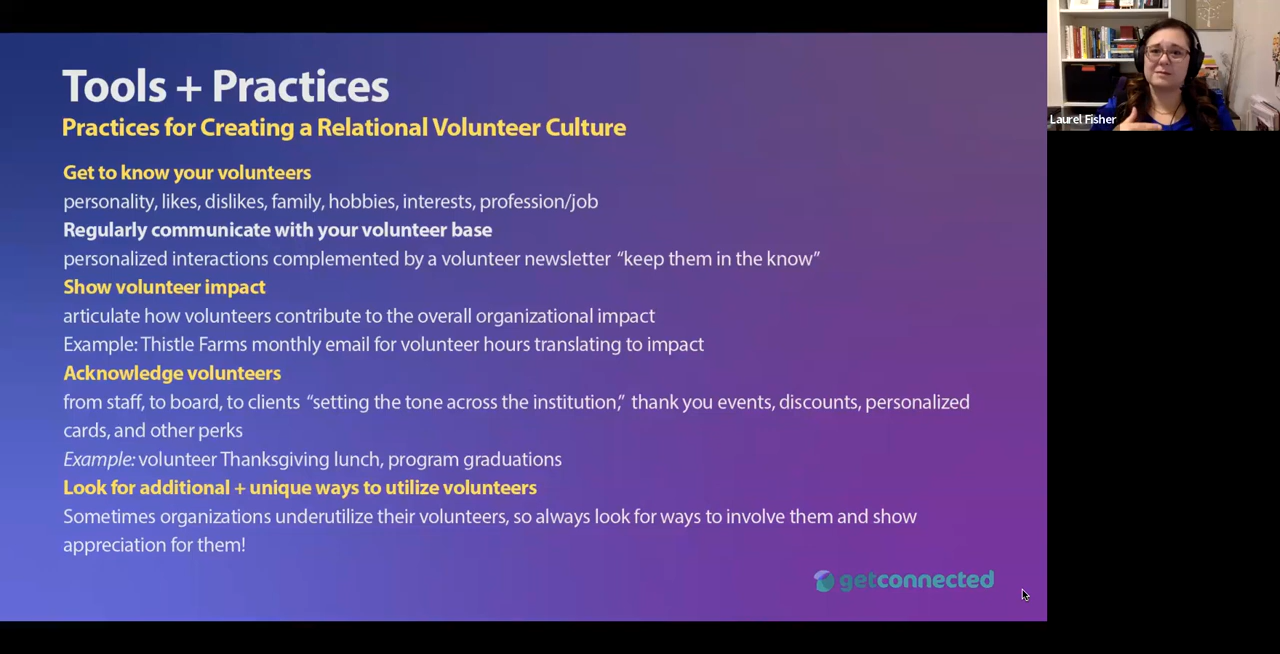 Tools + Practices
Practices for Creating a Relational Volunteer Culture
Get to know your volunteers
personality, likes, dislikes, family, hobbies, interests, profession/job
Regularly communicate with your volunteer base
personalized interactions complemented by a volunteer newsletter “keep them in the know”
Show volunteer impact
articulate how volunteers contribute to the overall organizational impact
Example: Thistle Farms monthly email for volunteer hours translating to impact
Acknowledge volunteers
from staff, to board, to clients “setting the tone across the institution,” thank you events, discounts, personalized
cards, and other perks
Example: volunteer Thanksgiving lunch, program graduations
Look for additional + unique ways to utilize volunteers
Sometimes organizations underutilize their volunteers, so always look for ways to involve them and show
appreciation for them!
getconnected
Laurel Fisher